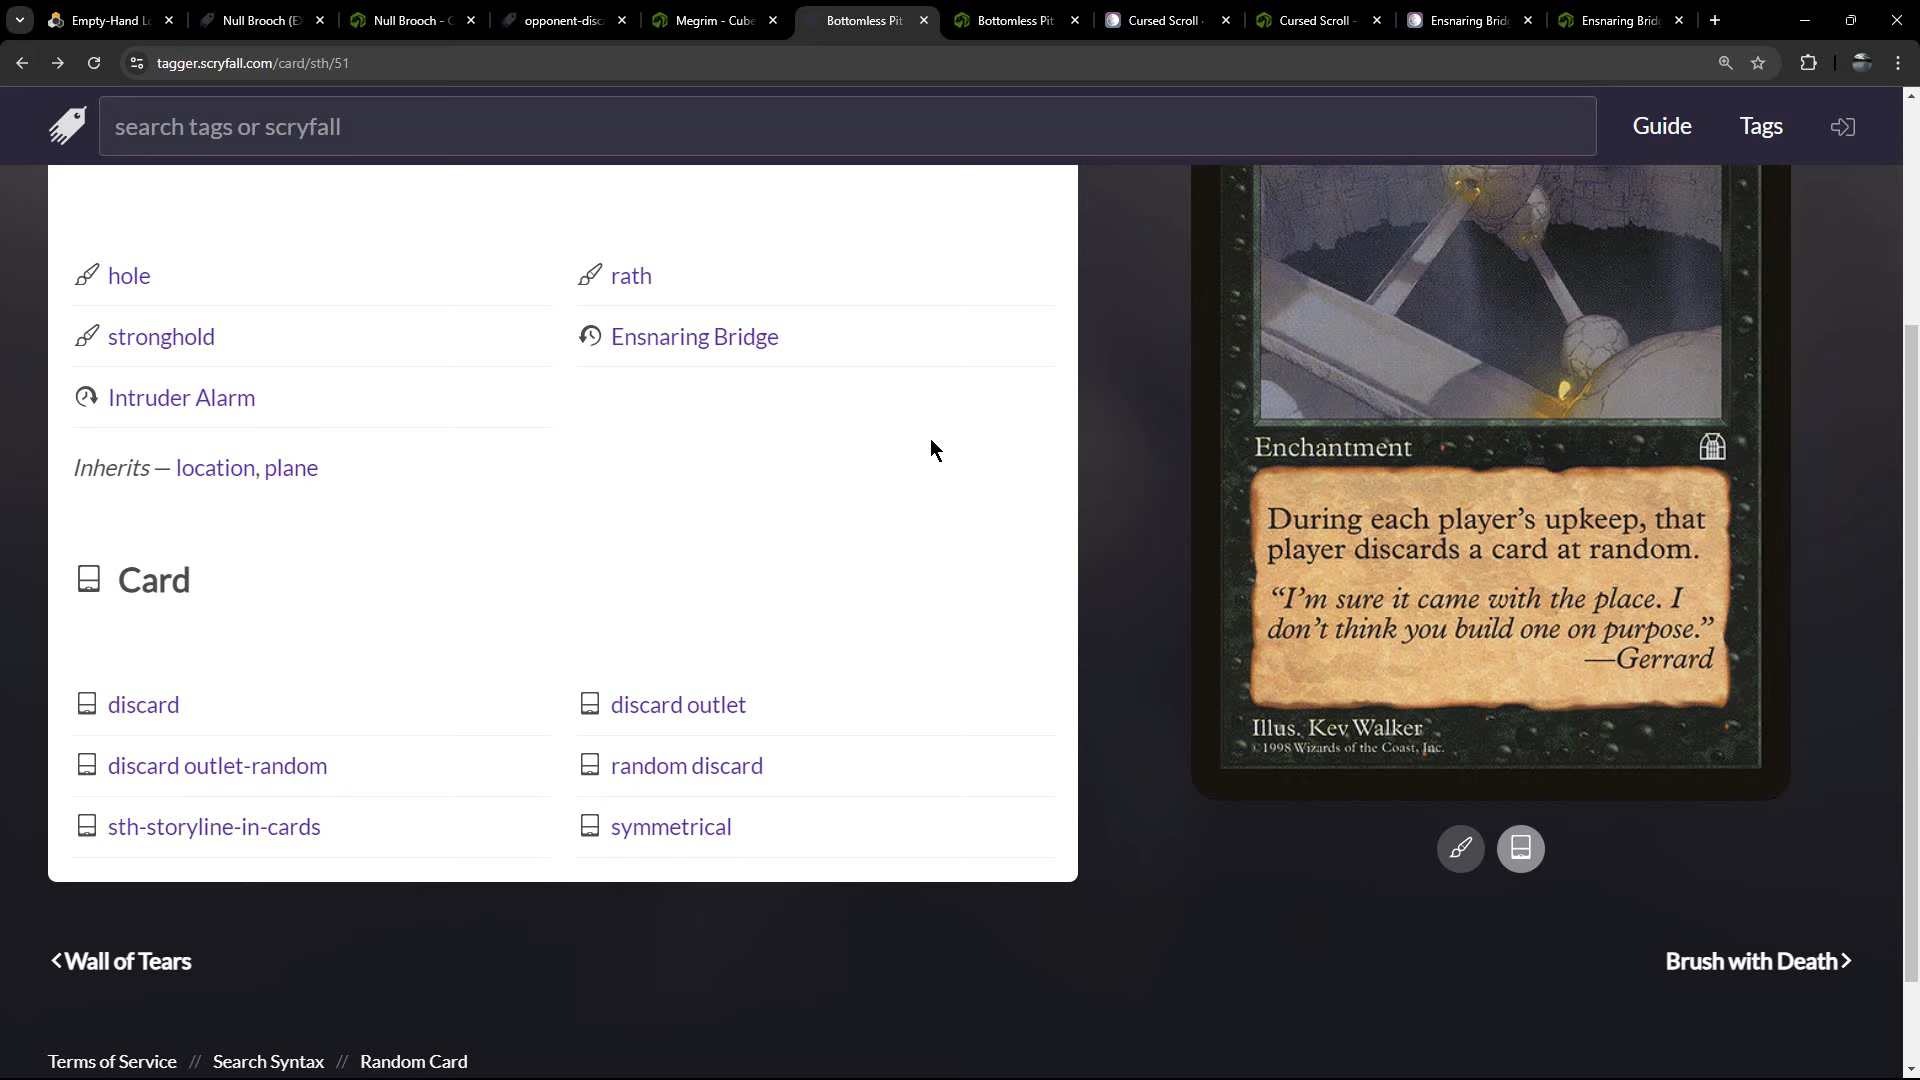 Empty-Hand L
Null Brooch (E
Null Brooch - C
opponent-disc
Megrim - Cube
Bottomless Pit
Bottomless Pit
Cursed Scroll -
Cursed Scroll -
Ensnaring Brid
Ensnaring Brid
tagger.scryfall.com/card/sth/51
search tags or scryfall
Guide
Tags
hole
rath
stronghold
Ensnaring Bridge
Intruder Alarm
Inherits — location, plane
Card
discard
discard outlet
discard outlet-random
random discard
sth-storyline-in-cards
symmetrical
Enchantment
During each player's upkeep, that
player discards a card at random.
“I'm sure it came with the place. I
don't think you build one on purpose.”
—Gerrard
Illus. Kev Walker
©1998 Wizards of the Coast, Inc.
<Wall of Tears
Brush with Death>
Terms of Service // Search Syntax // Random Card